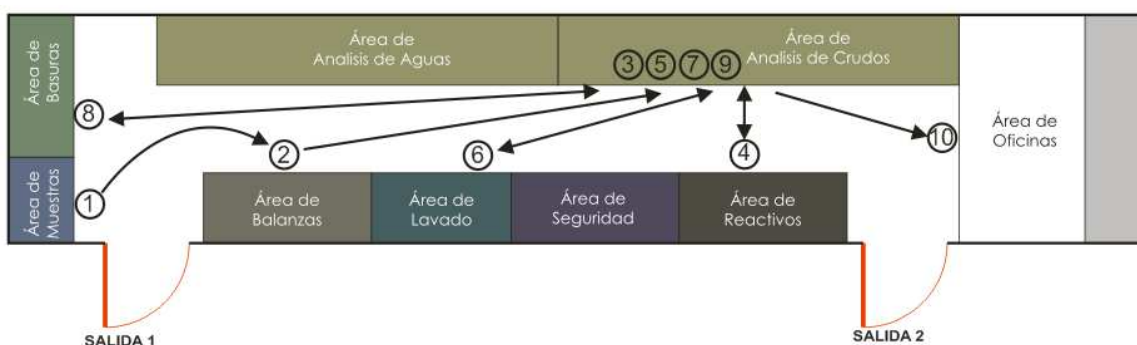 Área de
Basuras
Área de
Analisis de Aguas
Área de
Analisis de Crudos
3 5 7 9
8
Área de
Oficinas
10
2
6
4
1
Área de
Muestras
Área de
Balanzas
Área de
Lavado
Área de
Seguridad
Área de
Reactivos
SALIDA 1
SALIDA 2